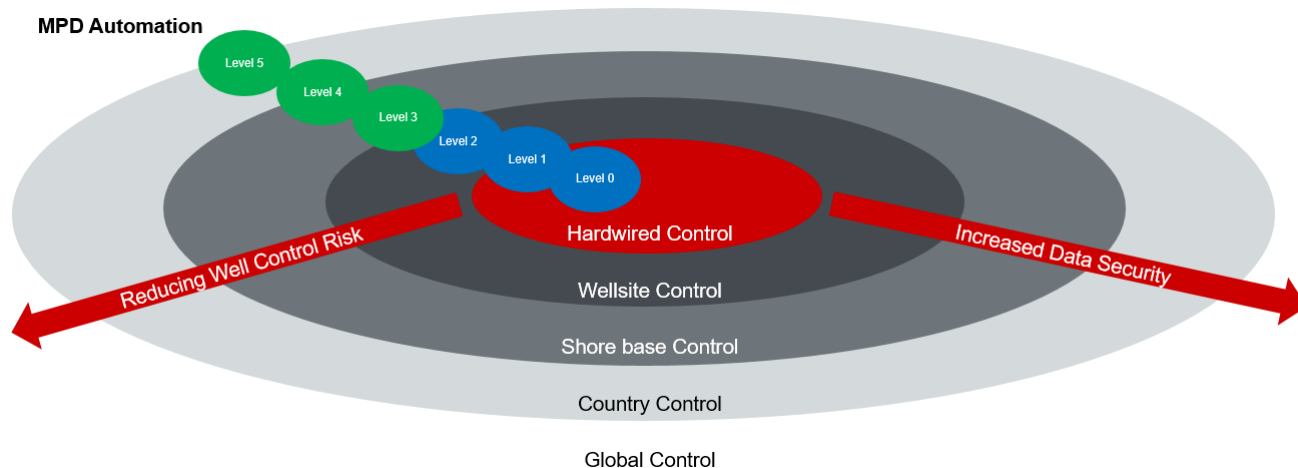 MPD Automation
Level 5
Level 4
Level 3
Level 2
Level 1
Level 0
Hardwired Control
Reducing Well Control Risk
Increased Data Security
Wellsite Control
Shore base Control
Country Control
Global Control